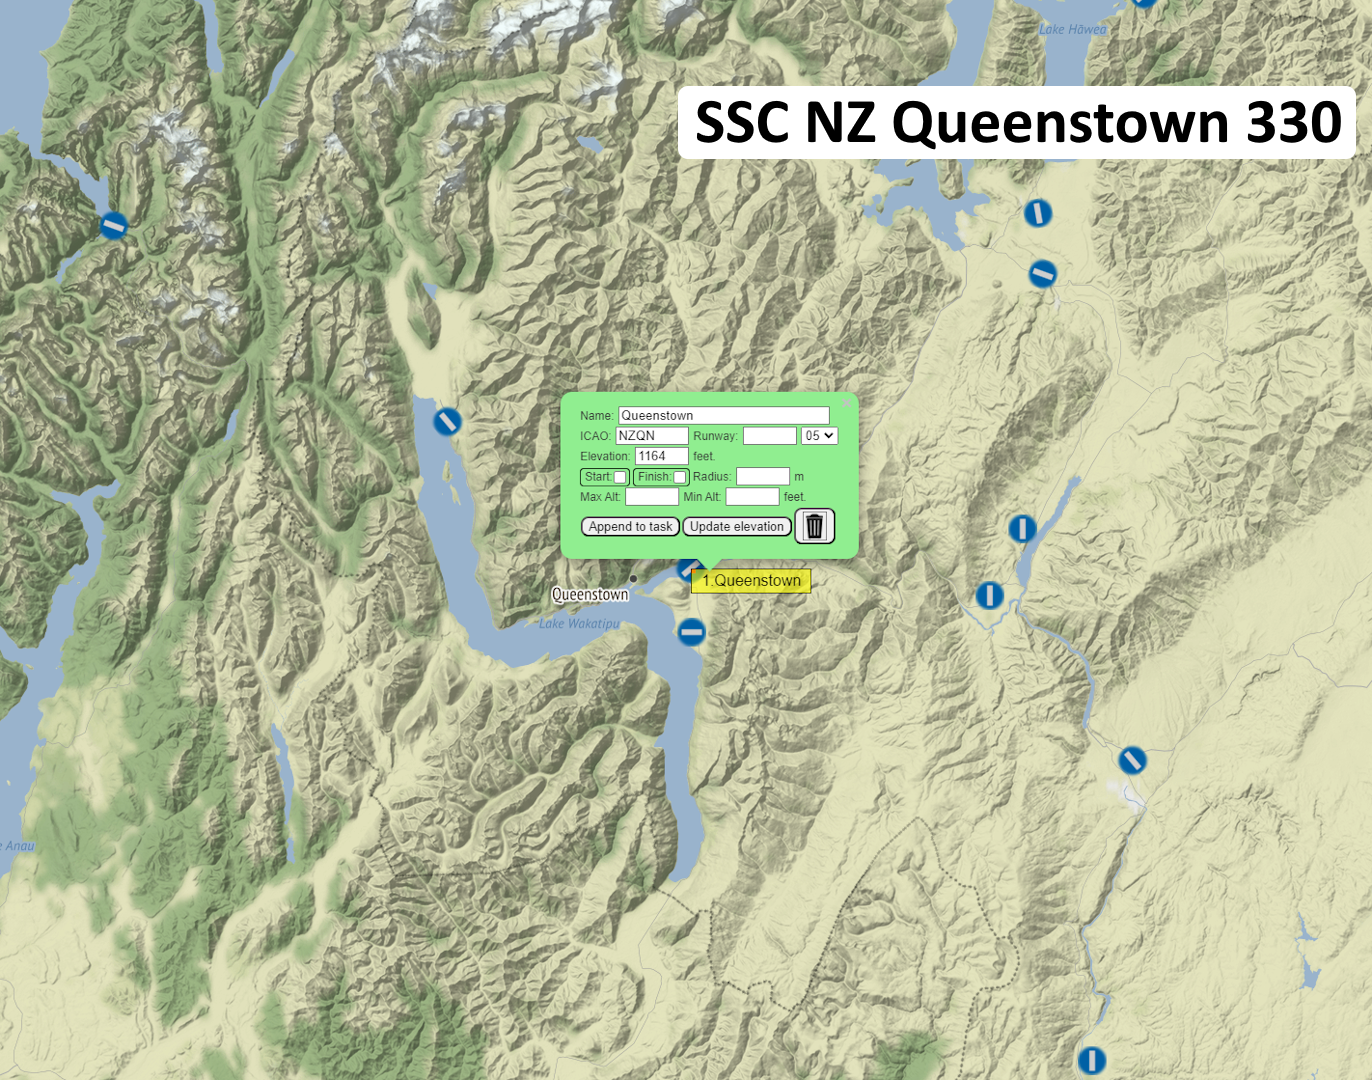 Lake Hāwea
SSC NZ Queenstown 330
Name: Queenstown
ICAO: NZQN Runway: 05
Elevation: 1164 feet.
Start: Finish: Radius: m
Max Alt: Min Alt: feet.
Append to task Update elevation
1.Queenstown
Queenstown
Lake Wakatipu
e Anau